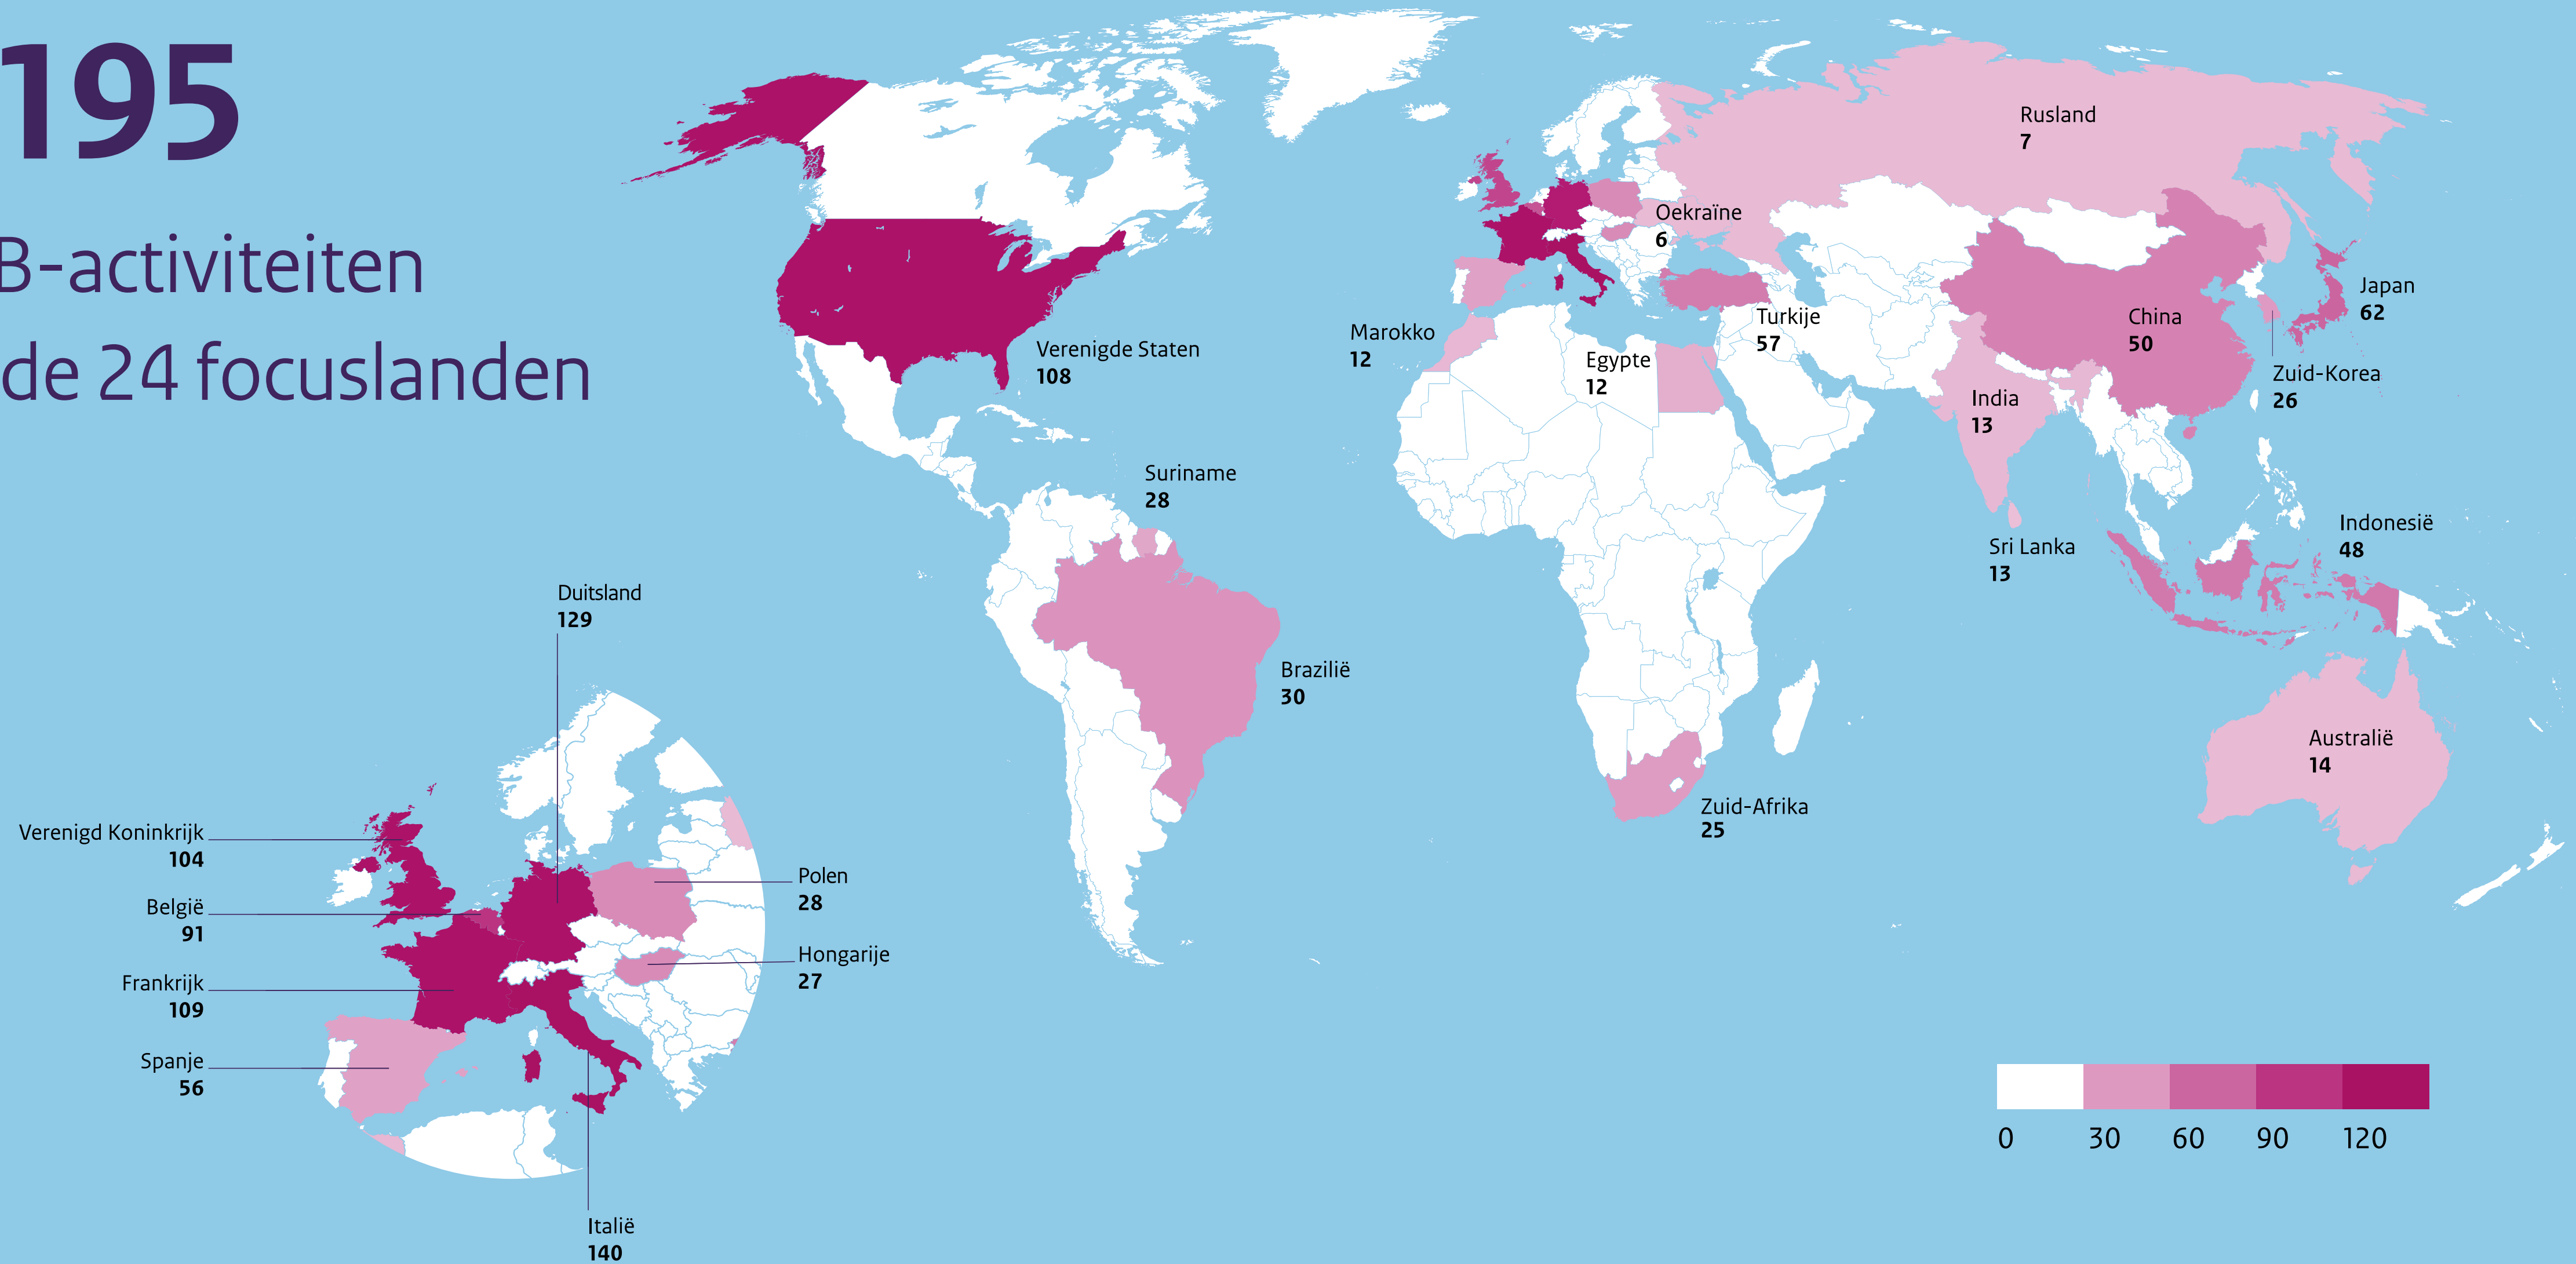 195
B-activiteiten
de 24 focuslanden
Rusland
7
Oekraïne
6
Japan
62
Turkije
57
China
50
Marokko
12
Verenigde Staten
108
Egypte
12
Zuid-Korea
26
India
13
Suriname
28
Indonesië
48
Sri Lanka
13
Duitsland
129
Brazilië
30
Australië
14
Zuid-Afrika
25
Verenigd Koninkrijk
104
Polen
28
België
91
Hongarije
27
Frankrijk
109
Spanje
56
Italië
140
0 30 60 90 120